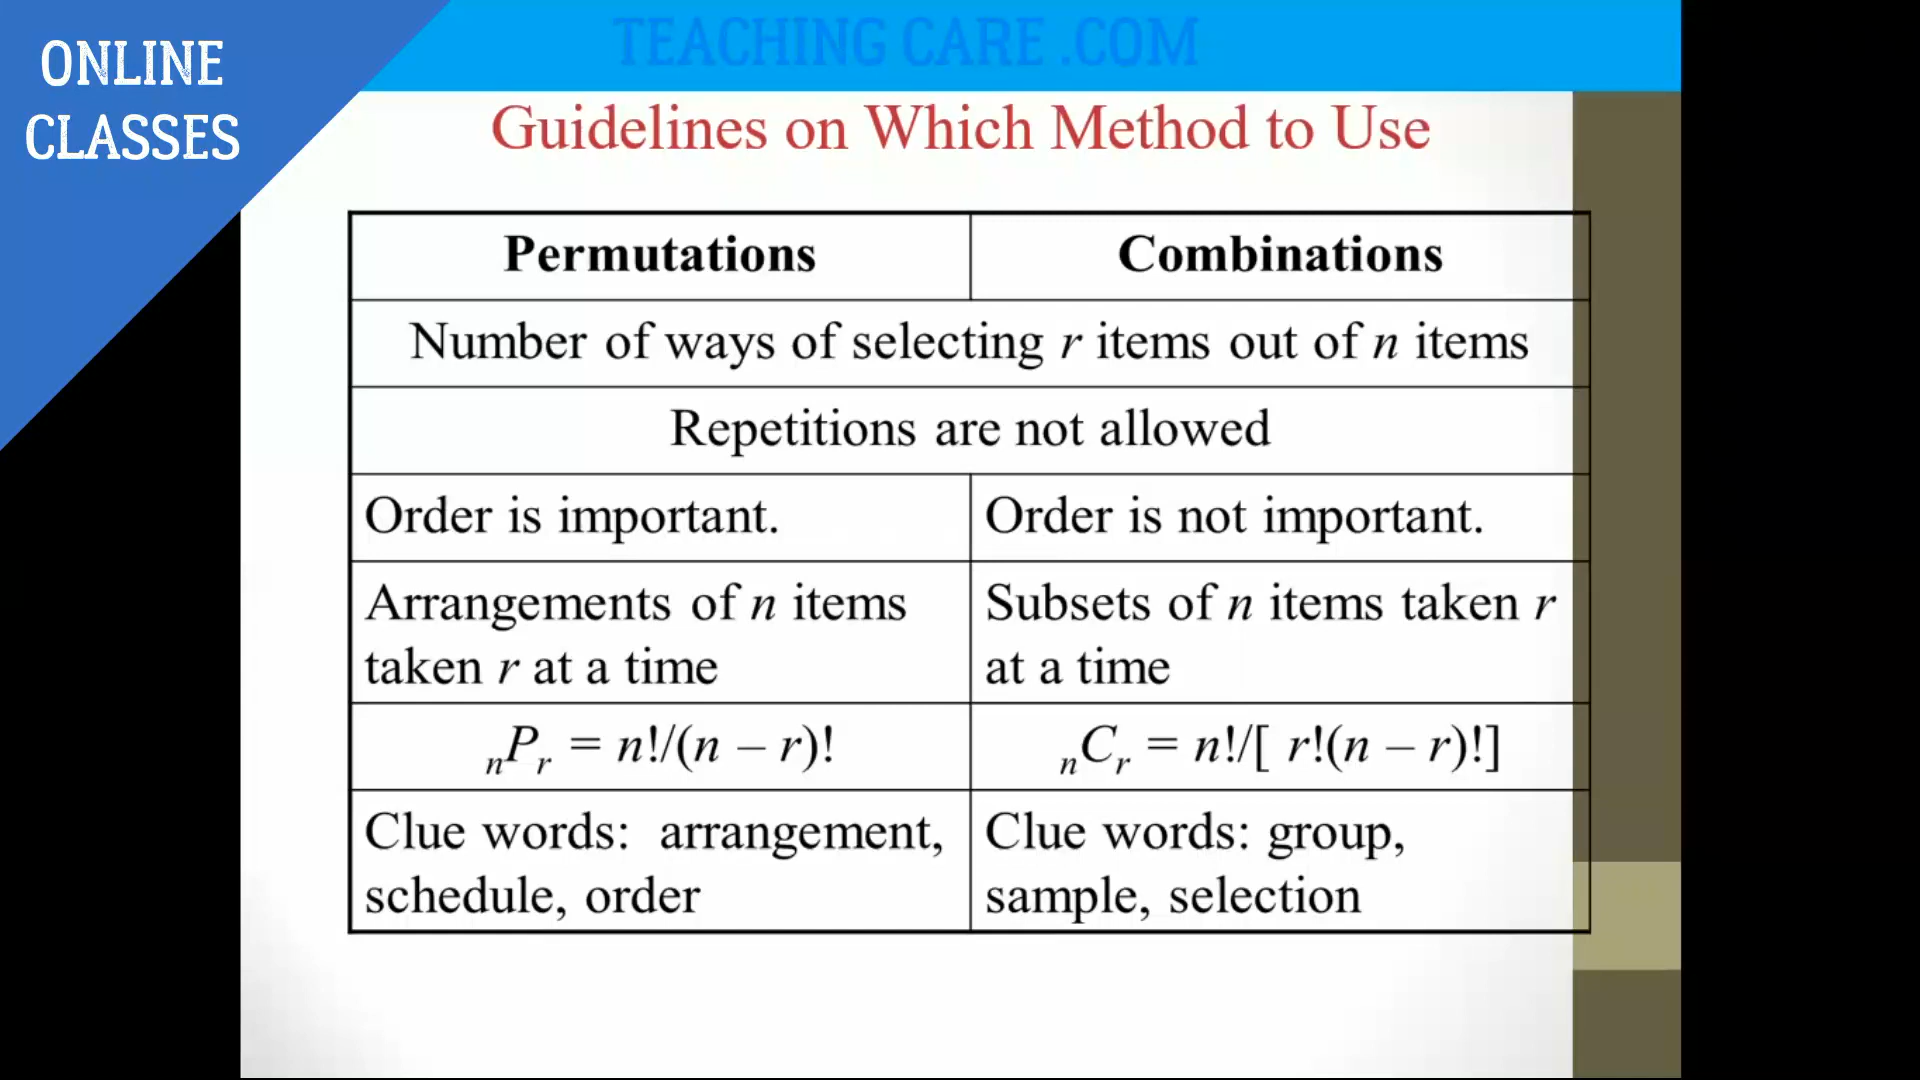 ONLINE
CLASSES
TEACHING CARE .COM
Guidelines on Which Method to Use
Permutations
Combinations
Number of ways of selecting r items out of n items
Repetitions are not allowed
Order is important.
Order is not important.
Arrangements of n items
taken r at a time
Subsets of n items taken r
at a time
nPr = n!/(n – r)!
nCr = n!/[ r!(n – r)!]
Clue words: arrangement,
schedule, order
Clue words: group,
sample, selection